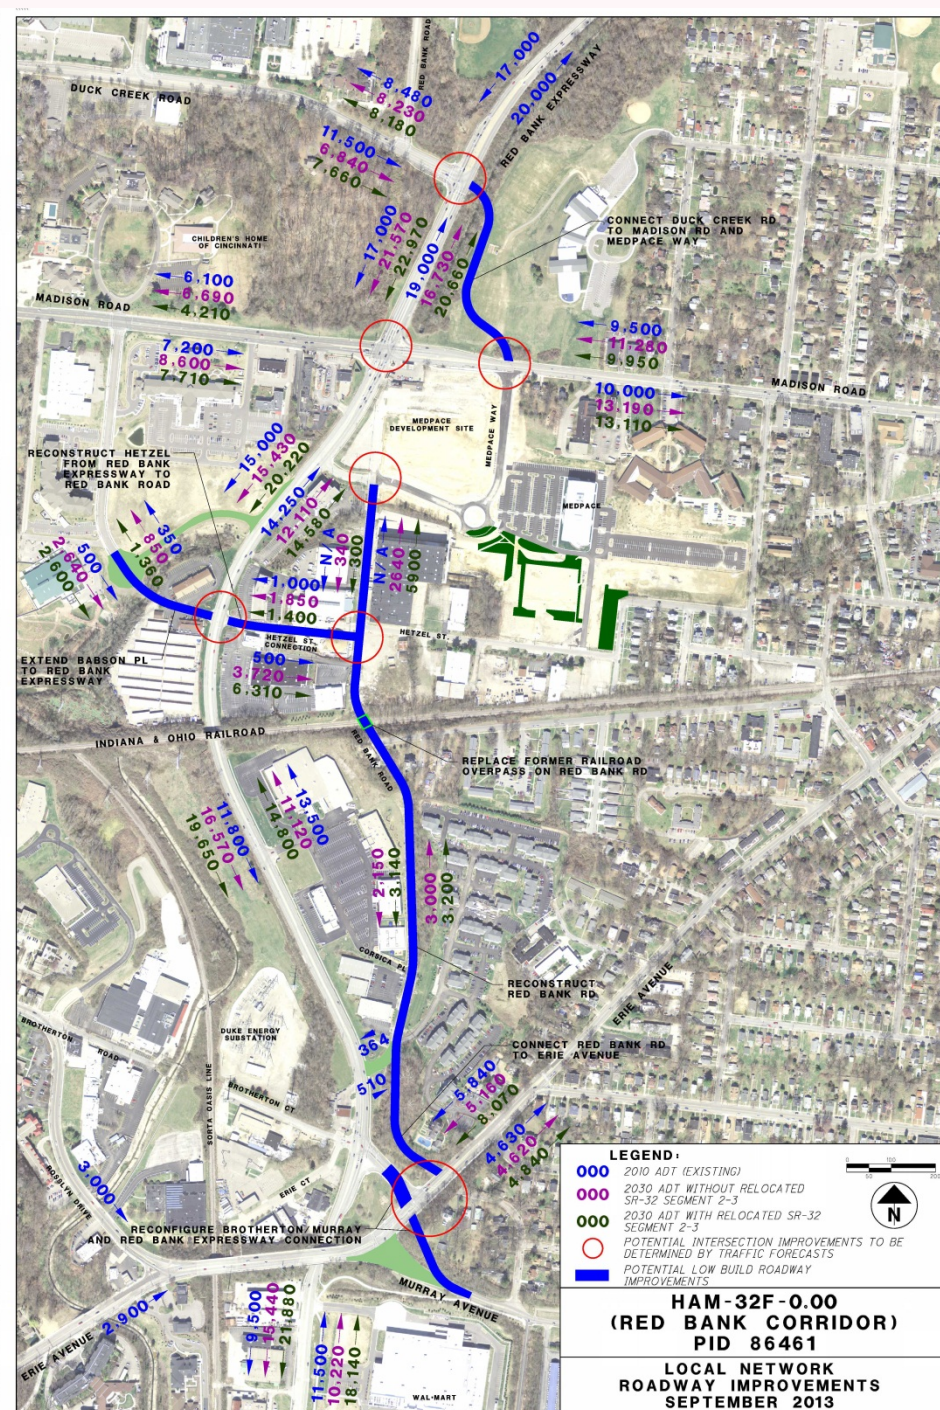 RED BANK ROAD
17,000
20,000
RED BANK EXPRESSWAY
DUCK CREEK ROAD
8,480
8,230
8,180
11,500
6,840
7,660
CONNECT DUCK CREEK RD
TO MADISON RD AND
MEDPACE WAY
CHILDREN'S HOME
OF CINCINNATI
17,000
21,570
22,970
19,000
16,730
20,660
6,100
6,690
4,210
MADISON ROAD
7,200
8,600
7,710
9,500
11,280
9,950
10,000
13,190
13,110
MADISON ROAD
MEDPACE
DEVELOPMENT SITE
MEDPACE WAY
RECONSTRUCT HETZEL
FROM RED BANK
EXPRESSWAY TO
RED BANK ROAD
15,000
15,430
20,220
14,250
12,110
14,580
MEDPACE
350
850
1,360
500
2,640
2,600
N/A
340
300
N/A
2640
5900
1,000
1,850
1,400
HETZEL ST.
CONNECTION
HETZEL ST.
500
3,720
6,310
EXTEND BABSON PL
TO RED BANK
EXPRESSWAY
INDIANA & OHIO RAILROAD
RED BANK ROAD
REPLACE FORMER RAILROAD
OVERPASS ON RED BANK RD
13,500
11,120
14,800
11,800
16,570
19,650
2,150
3,140
3,000
3,200
CORSICA PL
RECONSTRUCT
RED BANK RD
ERIE AVENUE
DUKE ENERGY
SUBSTATION
BROTHERTON
ROAD
SORTA OASIS LINE
BROTHERTON CT
364
510
CONNECT RED BANK RD
TO ERIE AVENUE
5,840
5,160
8,070
4,630
4,620
4,840
ROSSLYN DRIVE
3,000
ERIE CT
RECONFIGURE BROTHERTON/MURRAY
AND RED BANK EXPRESSWAY CONNECTION
MURRAY AVENUE
ERIE AVENUE
2,900
9,500
15,440
21,880
11,500
10,220
18,140
WAL-MART
LEGEND:
000 2010 ADT (EXISTING)
000 2030 ADT WITHOUT RELOCATED
SR-32 SEGMENT 2-3
000 2030 ADT WITH RELOCATED SR-32
SEGMENT 2-3
POTENTIAL INTERSECTION IMPROVEMENTS TO BE
DETERMINED BY TRAFFIC FORECASTS
POTENTIAL LOW BUILD ROADWAY
IMPROVEMENTS
N
HAM-32F-0.00
(RED BANK CORRIDOR)
PID 86461
LOCAL NETWORK
ROADWAY IMPROVEMENTS
SEPTEMBER 2013